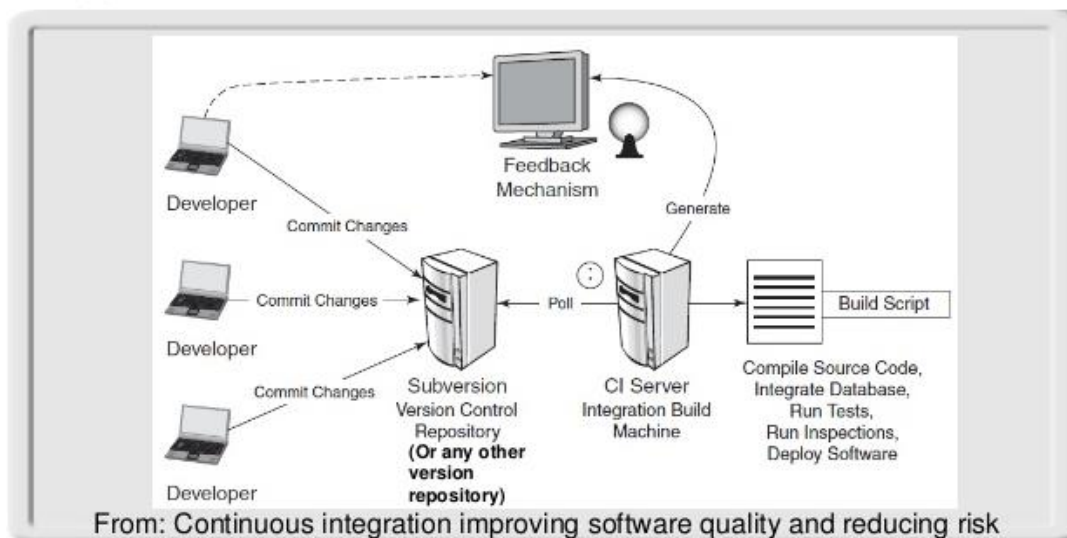 Feedback
Mechanism
Developer
Commit Changes
Generate
Developer
Commit Changes
Poll
Build Script
Developer
Commit Changes
Subversion
Version Control
Repository
(Or any other
version
repository)
CI Server
Integration Build
Machine
Compile Source Code,
Integrate Database,
Run Tests,
Run Inspections,
Deploy Software
From: Continuous integration improving software quality and reducing risk